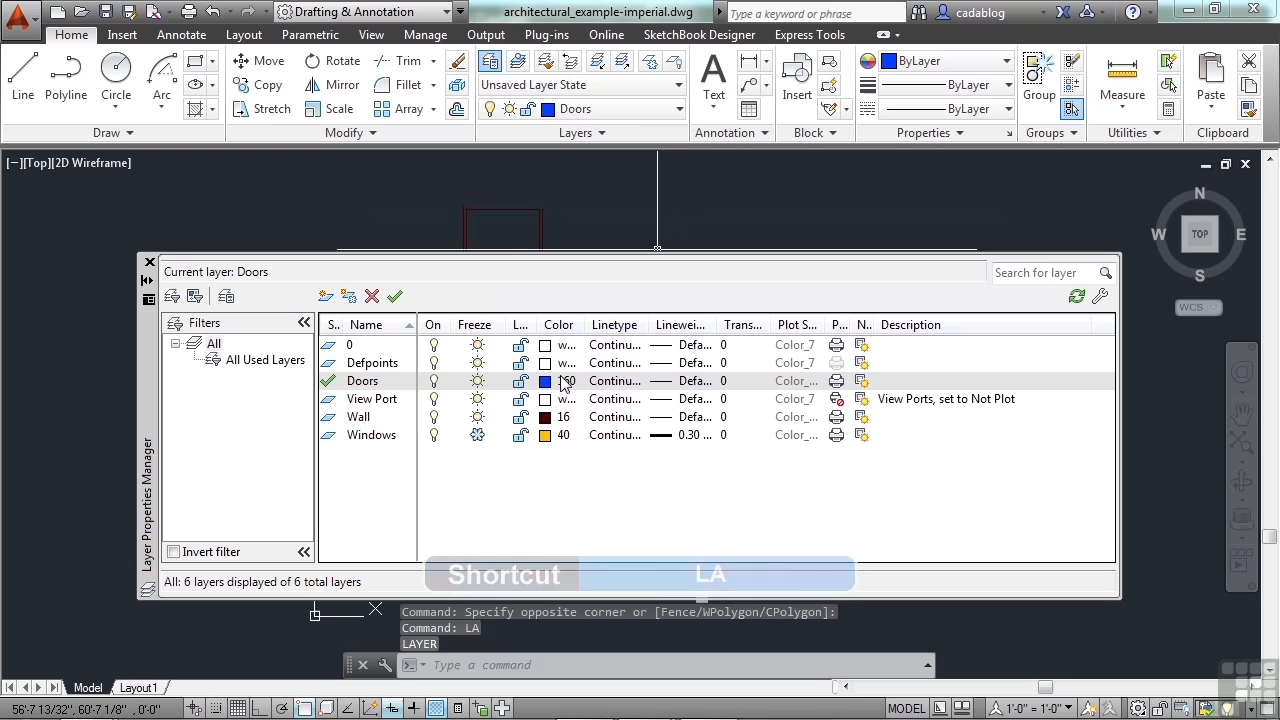 Drafting & Annotation
architectural_example-imperial.dwg
Type a keyword or phrase
cadablog
Home Insert Annotate Layout Parametric View Manage Output Plug-ins Online SketchBook Designer Express Tools
Line Polyline Circle Arc
Move Rotate Trim
Copy Mirror Fillet
Stretch Scale Array
Unsaved Layer State
Doors
Text
Insert
ByLayer
ByLayer
ByLayer
Group
Measure
Paste
Draw Modify Layers Annotation Block Properties Groups Utilities Clipboard
[−][Top][2D Wireframe]
N
W TOP E
S
WCS
Current layer: Doors
Search for layer
Filters
All
All Used Layers
Invert filter
Layer Properties Manager
S.. Name On Freeze L... Color Linetype Linewei... Trans... Plot S... P... N.. Description
0 w... Continu... Defa... 0 Color_7
Defpoints w... Continu... Defa... 0 Color_7
Doors Continu... Defa... 0 Color_...
View Port w... Continu... Defa... 0 Color_7 View Ports, set to Not Plot
Wall 16 Continu... Defa... 0 Color_...
Windows 40 Continu... 0.30 ... 0 Color_...
All: 6 layers displayed of 6 total layers
Shortcut LA
Command: Specify opposite corner or [Fence/WPolygon/CPolygon]:
Command: LA
LAYER
Type a command
Model Layout1
56'-7 13/32", 60'-7 1/8" , 0'-0"
MODEL
1'-0" = 1'-0"